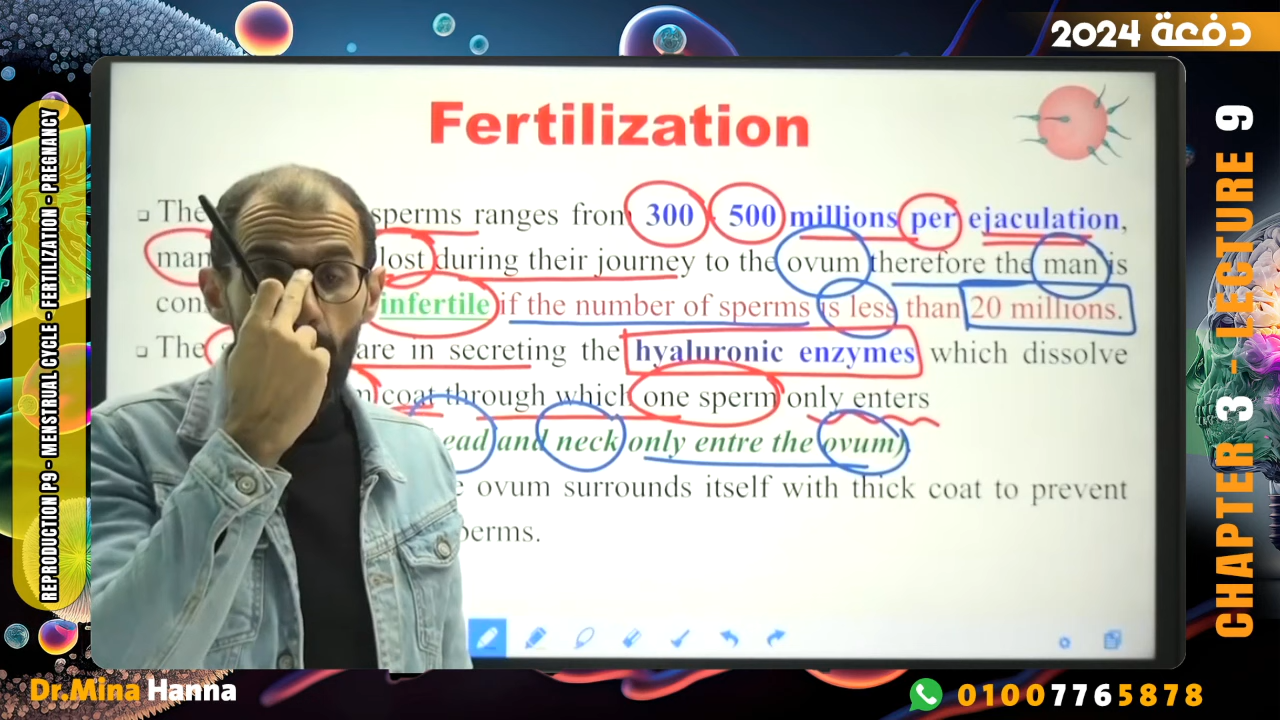 دفعة 2024
REPRODUCTION P9 - MENSTRUAL CYCLE - FERTILIZATION - PREGNANCY
Fertilization
The sperms ranges from 300 - 500 millions per ejaculation,
lost during their journey to the ovum therefore the man is
infertile if the number of sperms is less than 20 millions.
The are in secreting the hyaluronic enzymes which dissolve
coat through which one sperm only enters
and neck only entre the ovum).
ovum surrounds itself with thick coat to prevent
CHAPTER 3 - LECTURE 9
Dr.Mina Hanna
01007765878